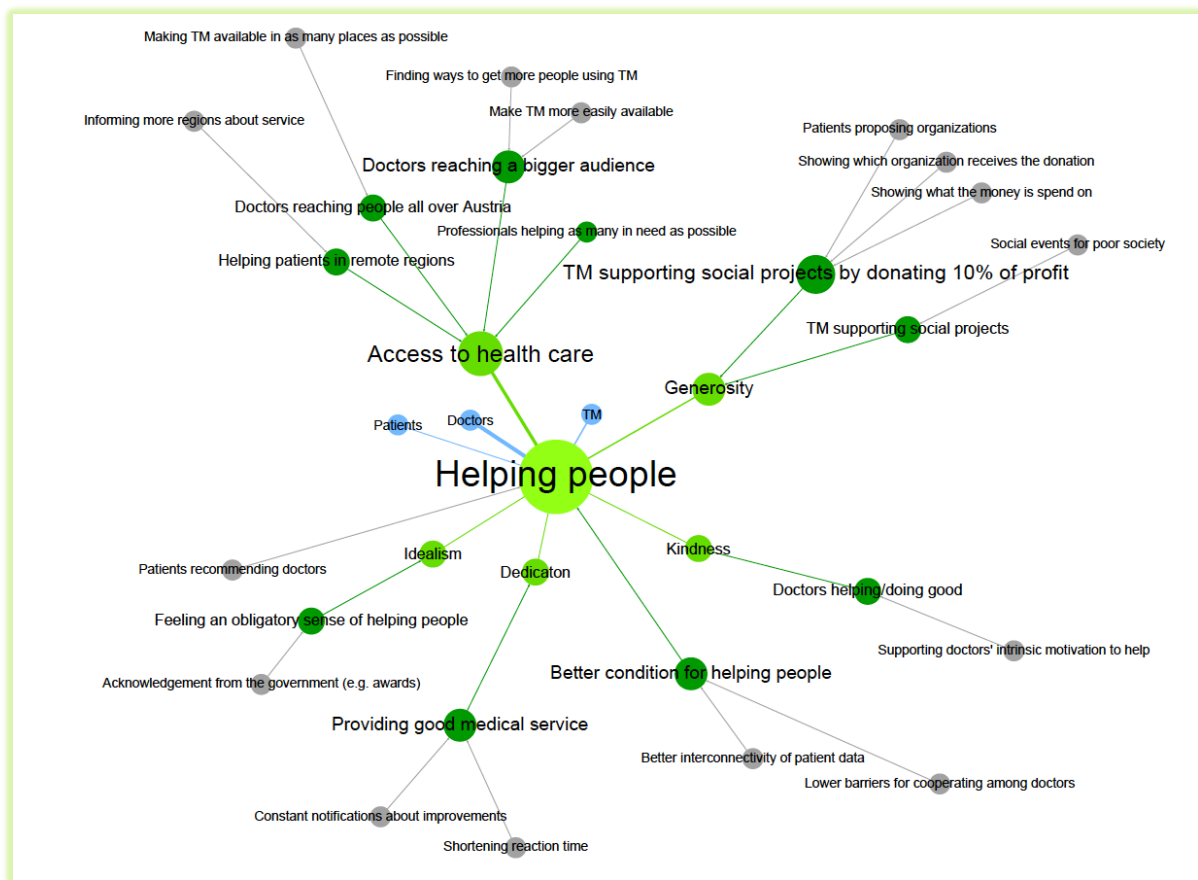 Making TM available in as many places as possible
Finding ways to get more people using TM
Make TM more easily available
Informing more regions about service
Patients proposing organizations
Showing which organization receives the donation
Doctors reaching a bigger audience
Showing what the money is spend on
Doctors reaching people all over Austria
Professionals helping as many in need as possible
Social events for poor society
Helping patients in remote regions
TM supporting social projects by donating 10% of profit
TM supporting social projects
Access to health care
Generosity
TM
Doctors
Patients
Helping people
Idealism
Kindness
Patients recommending doctors
Dedicaton
Doctors helping/doing good
Feeling an obligatory sense of helping people
Supporting doctors' intrinsic motivation to help
Better condition for helping people
Acknowledgement from the government (e.g. awards)
Providing good medical service
Better interconnectivity of patient data
Lower barriers for cooperating among doctors
Constant notifications about improvements
Shortening reaction time